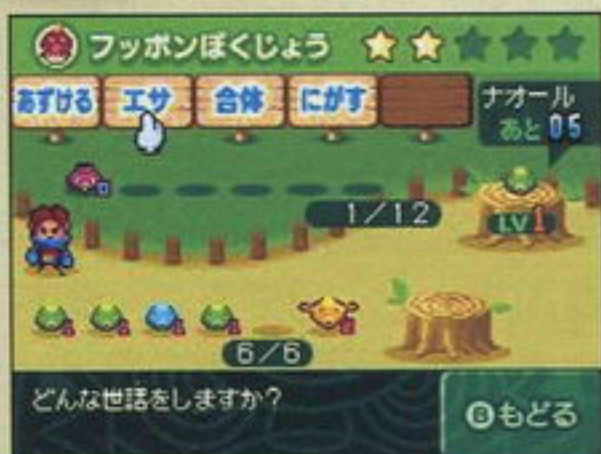 フッポンぼくじょう
あずける エサ 合体 にがす
ナオール
あと05
1/12
LV1
6/6
どんな世話をしますか?
Ⓑもどる